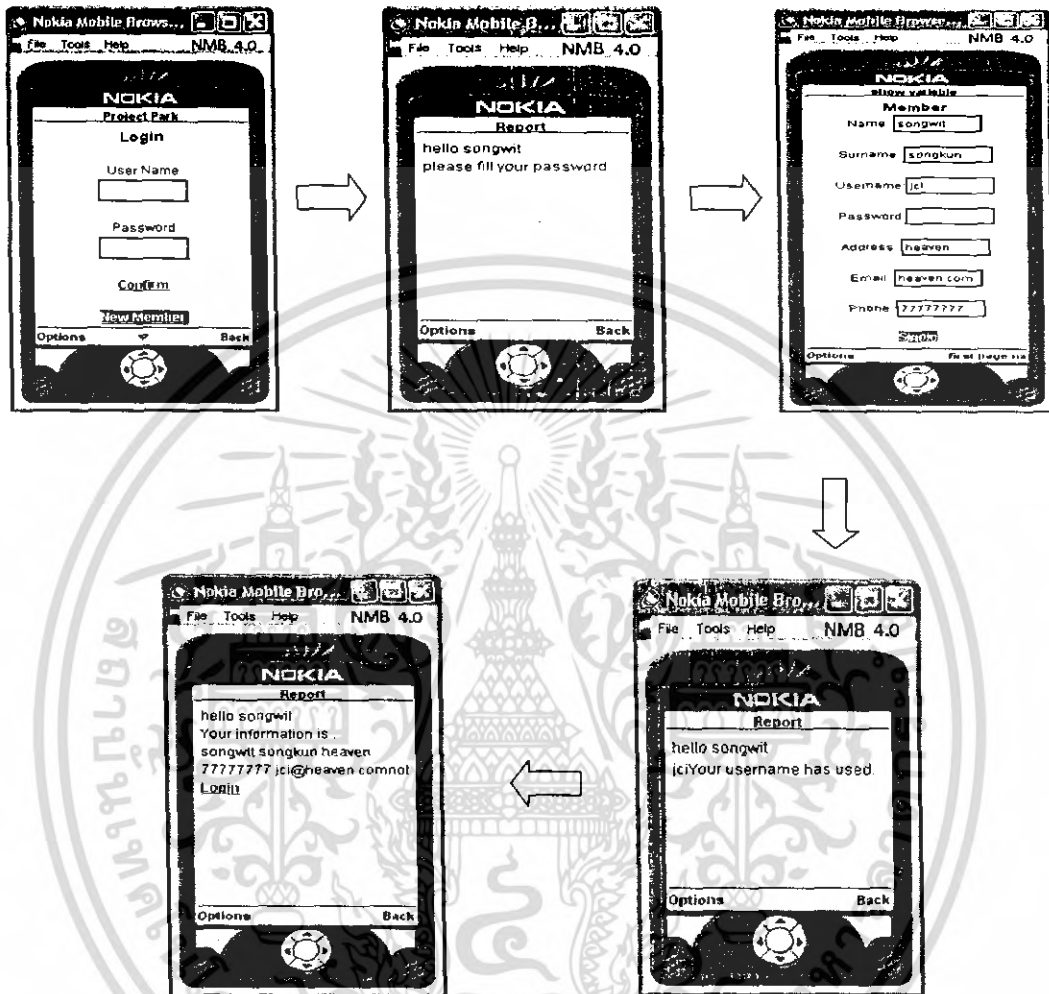 Nokia Mobile Brows...
File Tools Help NMB 4.0
NOKIA
Project Park
Login
User Name
Password
Confirm
New Member
Options Back
Nokia Mobile B...
File Tools Help NMB 4.0
NOKIA
Report
hello songwit
please fill your password
Options Back
Nokia Mobile Browser...
File Tools Help NMB 4.0
NOKIA
show variable
Member
Name songwit
Surname songkun
Username jci
Password
Address heaven
Email heaven.com
Phone 77777777
Options First page
Nokia Mobile Bro...
File Tools Help NMB 4.0
NOKIA
Report
hello songwit
Your information is .
songwit songkun heaven
77777777 jci@heaven comnot
Login
Options Back
Nokia Mobile Bro...
File Tools Help NMB 4.0
NOKIA
Report
hello songwit
jciYour username has used.
Options Back